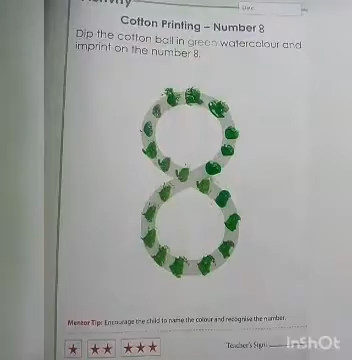 Date
Cotton Printing – Number 8
Dip the cotton ball in green watercolour and
imprint on the number 8.
Mentor Tip: Encourage the child to name the colour and recognise the number.
Teacher's Sign:
InShOt